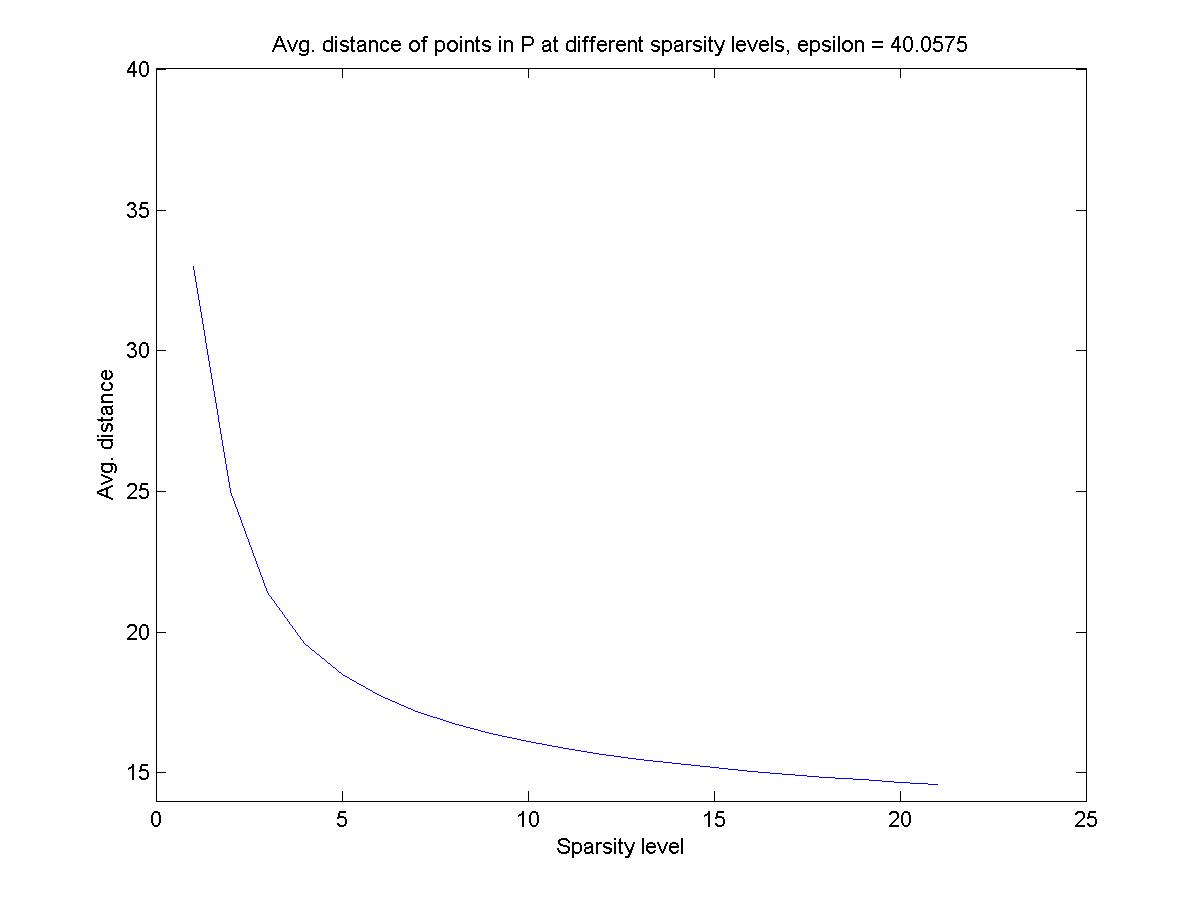 Avg. distance of points in P at different sparsity levels, epsilon = 40.0575
40
35
30
25
20
15
Avg. distance
0 5 10 15 20 25
Sparsity level